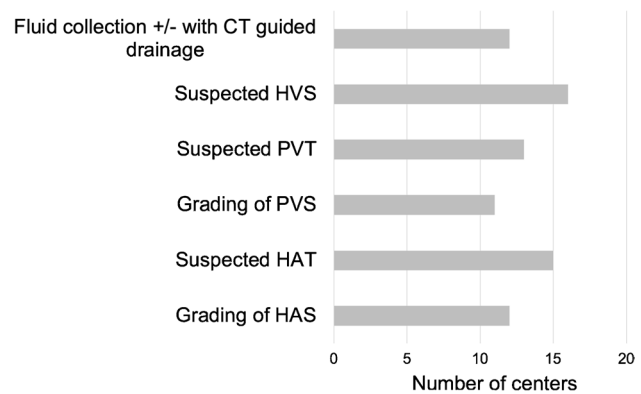 Fluid collection +/- with CT guided
drainage
Suspected HVS
Suspected PVT
Grading of PVS
Suspected HAT
Grading of HAS
0 5 10 15 20
Number of centers